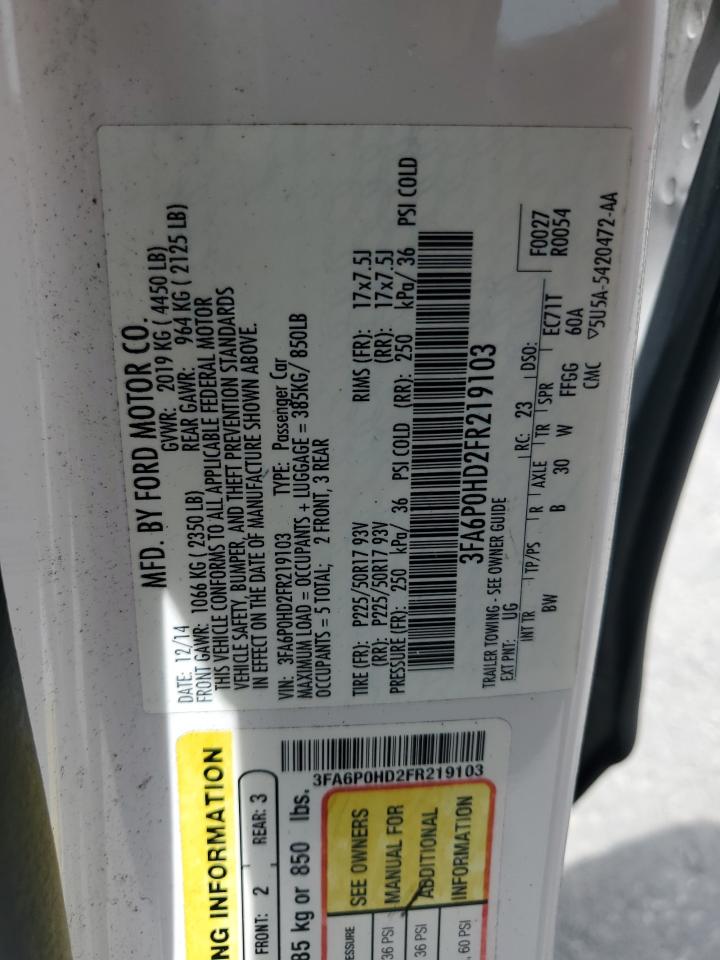 MFD. BY FORD MOTOR CO.
DATE: 12/14 GVWR: 2019 KG ( 4450 LB)
FRONT GAWR: 1066 KG ( 2350 LB) REAR GAWR: 964 KG ( 2125 LB)
THIS VEHICLE CONFORMS TO ALL APPLICABLE FEDERAL MOTOR
VEHICLE SAFETY, BUMPER, AND THEFT PREVENTION STANDARDS
IN EFFECT ON THE DATE OF MANUFACTURE SHOWN ABOVE.
VIN: 3FA6P0HD2FR219103 TYPE: Passenger Car
MAXIMUM LOAD = OCCUPANTS + LUGGAGE = 385KG/ 850LB
OCCUPANTS = 5 TOTAL; 2 FRONT, 3 REAR
TIRE (FR): P225/50R17 93V RIMS (FR): 17x7.5J
(RR): P225/50R17 93V (RR): 17x7.5J
PRESSURE (FR): 250 kPa/ 36 PSI COLD (RR): 250 kPa/ 36 PSI COLD
3FA6P0HD2FR219103
TRAILER TOWING - SEE OWNER GUIDE
EXT PNT: UG RC: 23 DSO: F0027
R0054
INT TR TP/PS R AXLE TR SPR EC71T
BW B 30 W FFGG 60A
CMC ▽5U5A-5420472-AA
NG INFORMATION
FRONT: 2 REAR: 3
85 kg or 850 lbs.
3FA6P0HD2FR219103
SEE OWNERS
MANUAL FOR
ADDITIONAL
INFORMATION
36 PSI
36 PSI
, 60 PSI